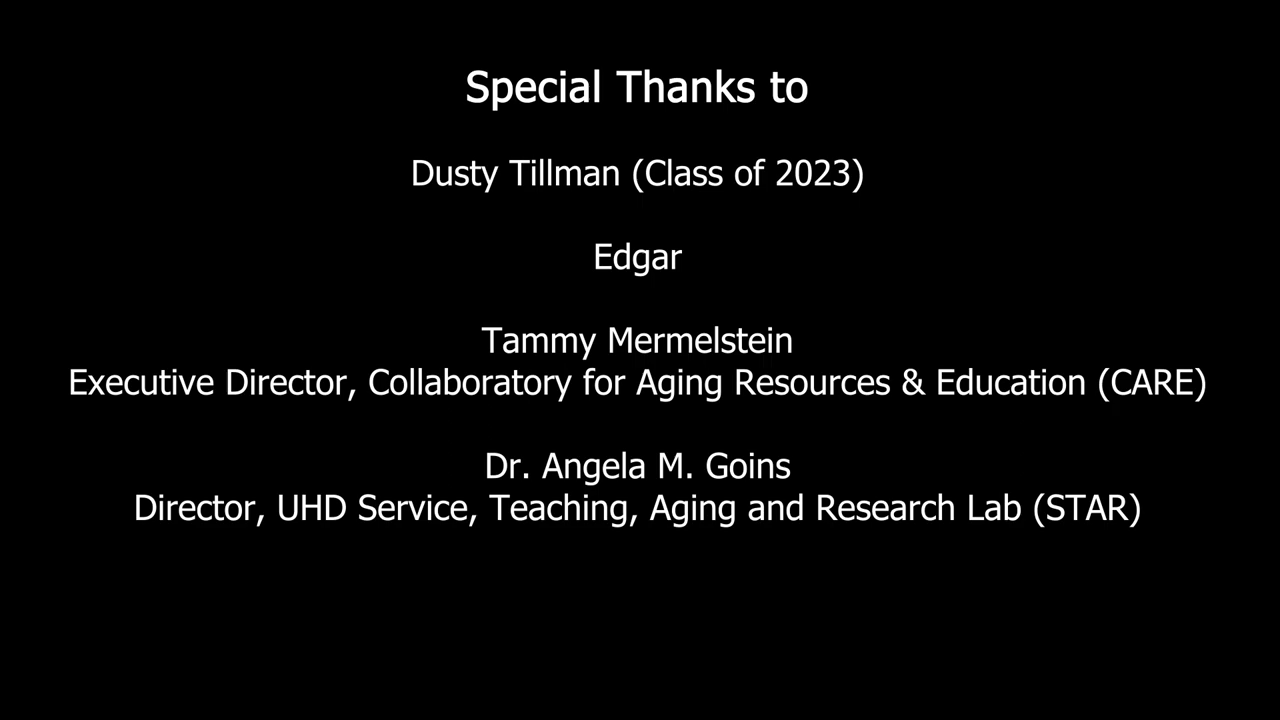 Special Thanks to
Dusty Tillman (Class of 2023)
Edgar
Tammy Mermelstein
Executive Director, Collaboratory for Aging Resources & Education (CARE)
Dr. Angela M. Goins
Director, UHD Service, Teaching, Aging and Research Lab (STAR)